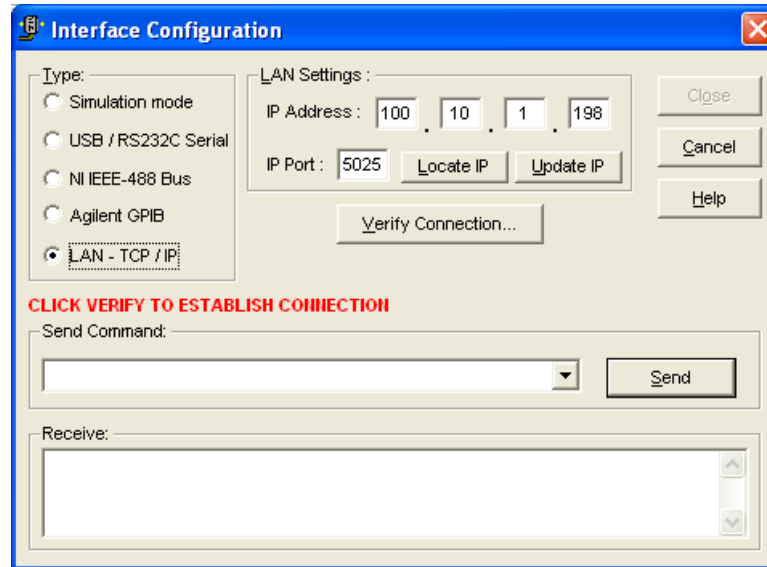 Interface Configuration
Type:
Simulation mode
USB / RS232C Serial
NI IEEE-488 Bus
Agilent GPIB
LAN - TCP / IP
LAN Settings :
IP Address : 100 . 10 . 1 . 198
IP Port : 5025 Locate IP Update IP
Verify Connection...
Close
Cancel
Help
CLICK VERIFY TO ESTABLISH CONNECTION
Send Command:
Send
Receive: